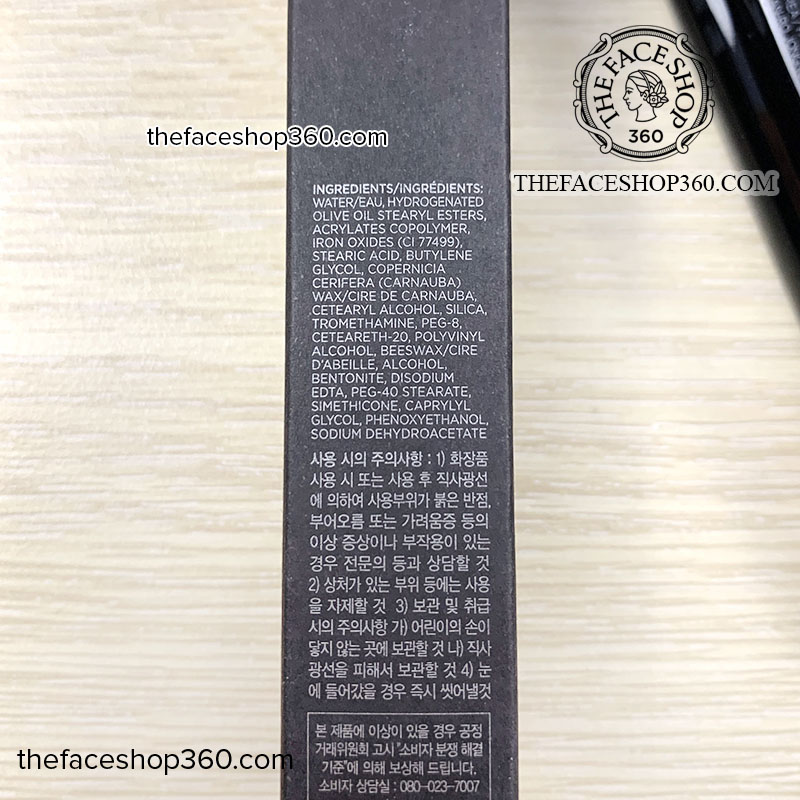 THE FACE SHOP
360
THEFACESHOP360.COM
thefaceshop360.com
INGREDIENTS/INGRÉDIENTS:
WATER/EAU, HYDROGENATED
OLIVE OIL STEARYL ESTERS,
ACRYLATES COPOLYMER,
IRON OXIDES (CI 77499),
STEARIC ACID, BUTYLENE
GLYCOL, COPERNICIA
CERIFERA (CARNAUBA)
WAX/CIRE DE CARNAUBA,
CETEARYL ALCOHOL, SILICA,
TROMETHAMINE, PEG-8,
CETEARETH-20, POLYVINYL
ALCOHOL, BEESWAX/CIRE
D'ABEILLE, ALCOHOL,
BENTONITE, DISODIUM
EDTA, PEG-40 STEARATE,
SIMETHICONE, CAPRYLYL
GLYCOL, PHENOXYETHANOL,
SODIUM DEHYDROACETATE
사용 시의 주의사항 : 1) 화장품
사용 시 또는 사용 후 직사광선
에 의하여 사용부위가 붉은 반점,
부어오름 또는 가려움증 등의
이상 증상이나 부작용이 있는
경우 전문의 등과 상담할 것
2) 상처가 있는 부위 등에는 사용
을 자제할 것 3) 보관 및 취급
시의 주의사항 가) 어린이의 손이
닿지 않는 곳에 보관할 것 나) 직사
광선을 피해서 보관할 것 4) 눈
에 들어갔을 경우 즉시 씻어낼것
본 제품에 이상이 있을 경우 공정
거래위원회 고시 "소비자 분쟁 해결
기준"에 의해 보상해 드립니다.
소비자 상담실 : 080-023-7007
thefaceshop360.com